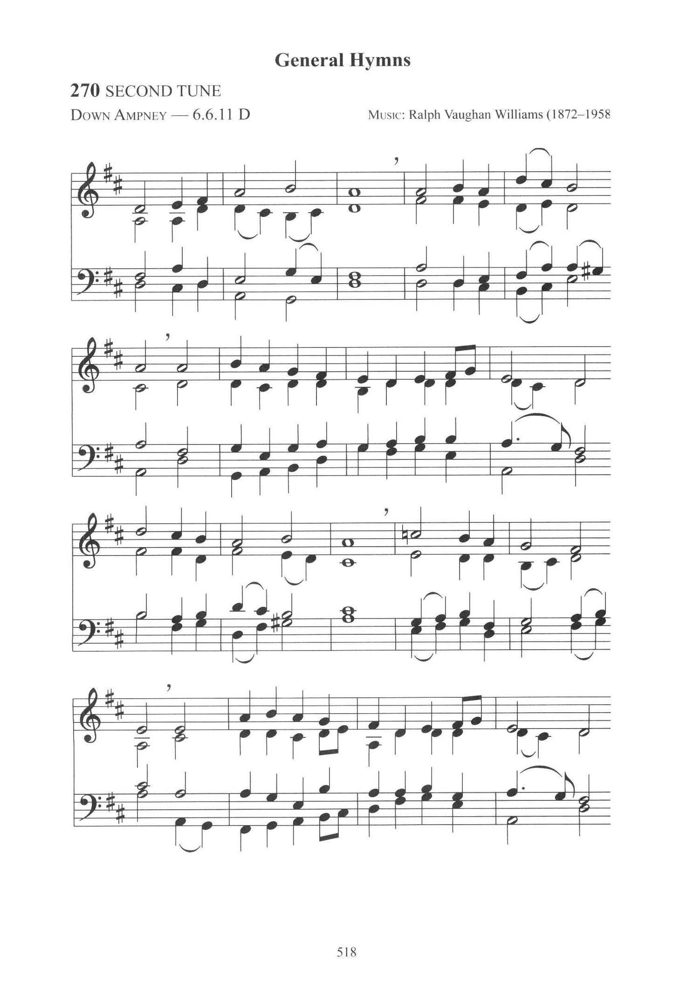 General Hymns
270 SECOND TUNE
DOWN AMPNEY — 6.6.11 D
MUSIC: Ralph Vaughan Williams (1872–1958
518